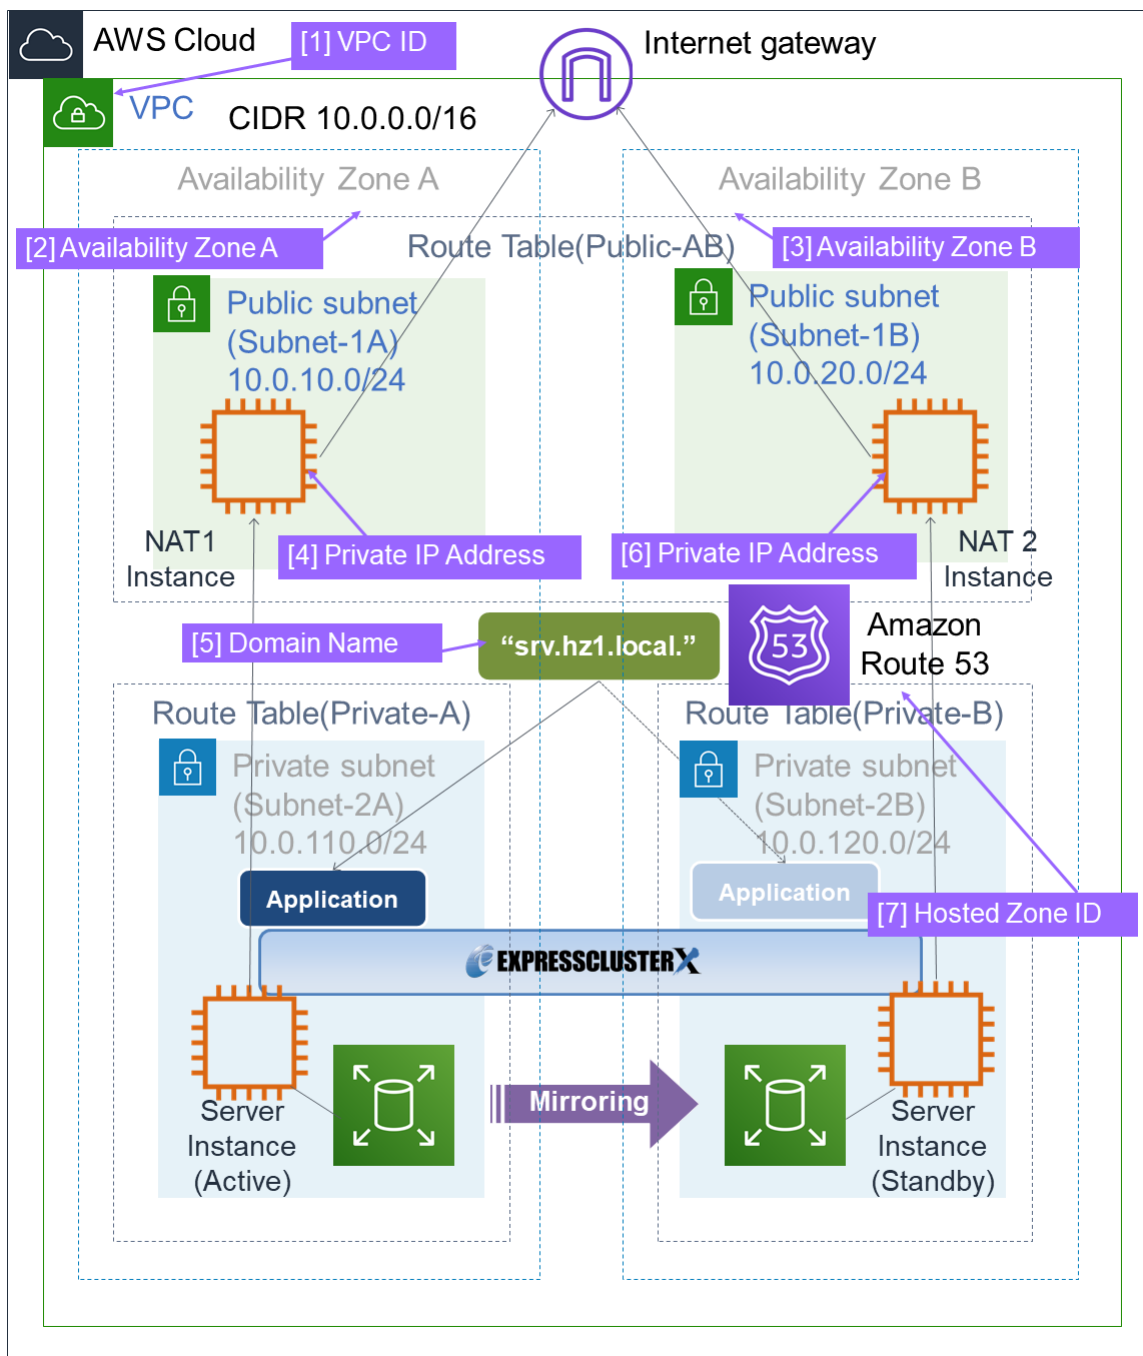 AWS Cloud
[1] VPC ID
Internet gateway
VPC
CIDR 10.0.0.0/16
Availability Zone A
Availability Zone B
[2] Availability Zone A
Route Table(Public-AB)
[3] Availability Zone B
Public subnet
(Subnet-1A)
10.0.10.0/24
Public subnet
(Subnet-1B)
10.0.20.0/24
NAT1
Instance
[4] Private IP Address
[6] Private IP Address
NAT 2
Instance
[5] Domain Name
“srv.hz1.local.”
53
Amazon
Route 53
Route Table(Private-A)
Route Table(Private-B)
Private subnet
(Subnet-2A)
10.0.110.0/24
Private subnet
(Subnet-2B)
10.0.120.0/24
Application
Application
[7] Hosted Zone ID
EXPRESSCLUSTER X
Mirroring
Server
Instance
(Active)
Server
Instance
(Standby)